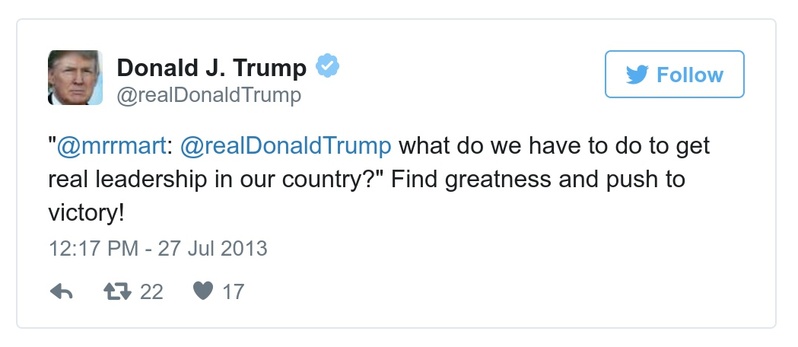 Donald J. Trump
@realDonaldTrump
Follow
"@mrrmart: @realDonaldTrump what do we have to do to get
real leadership in our country?" Find greatness and push to
victory!
12:17 PM - 27 Jul 2013
22 17